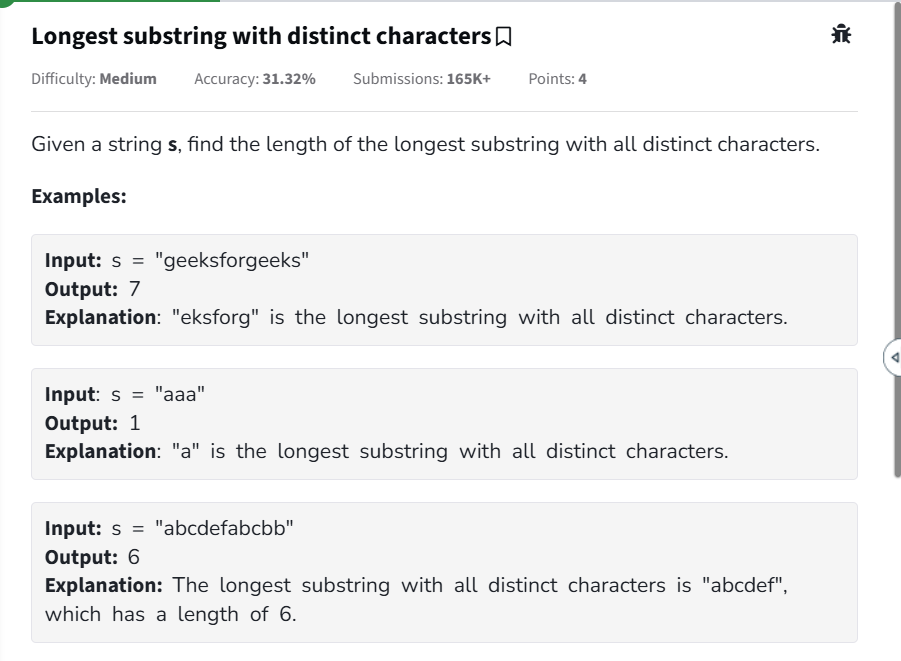 Longest substring with distinct characters
Difficulty: Medium Accuracy: 31.32% Submissions: 165K+ Points: 4
Given a string s, find the length of the longest substring with all distinct characters.
Examples:
Input: s = "geeksforgeeks"
Output: 7
Explanation: "eksforg" is the longest substring with all distinct characters.
Input: s = "aaa"
Output: 1
Explanation: "a" is the longest substring with all distinct characters.
Input: s = "abcdefabcbb"
Output: 6
Explanation: The longest substring with all distinct characters is "abcdef",
which has a length of 6.